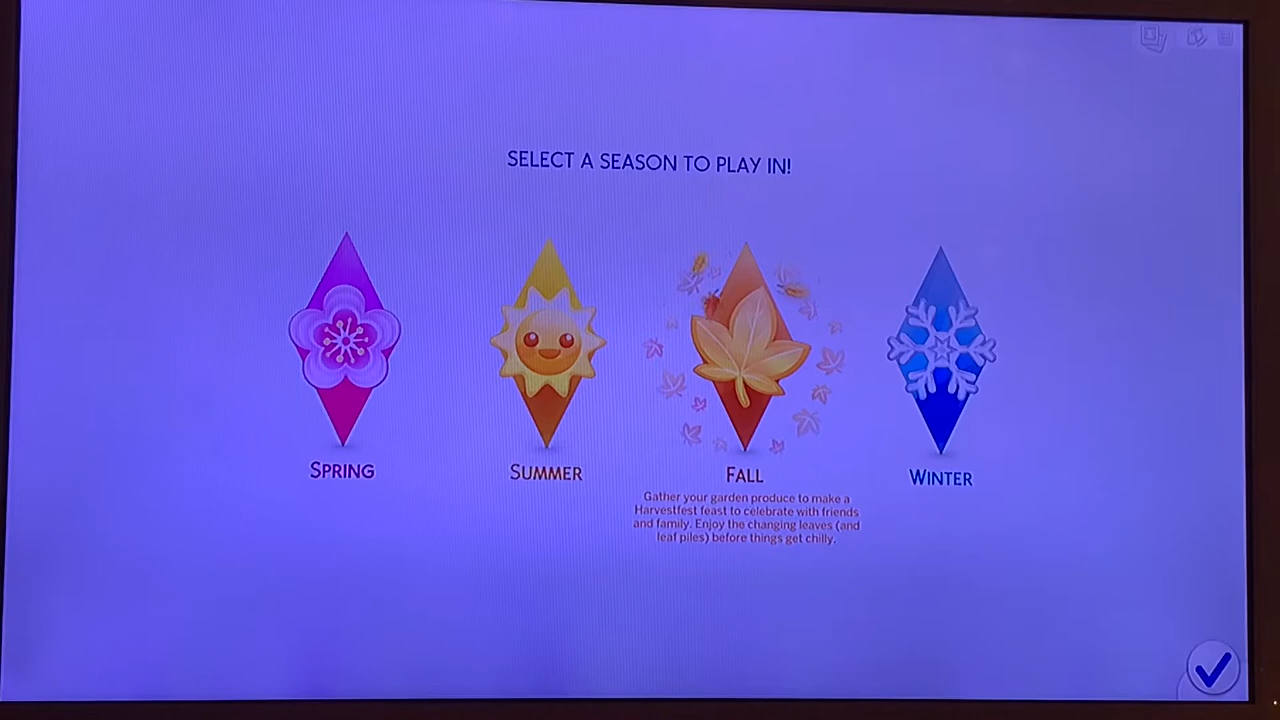 SELECT A SEASON TO PLAY IN!
SPRING
SUMMER
FALL
WINTER
Gather your garden produce to make a
Harvestfest feast to celebrate with friends
and family. Enjoy the changing leaves (and
leaf piles) before things get chilly.